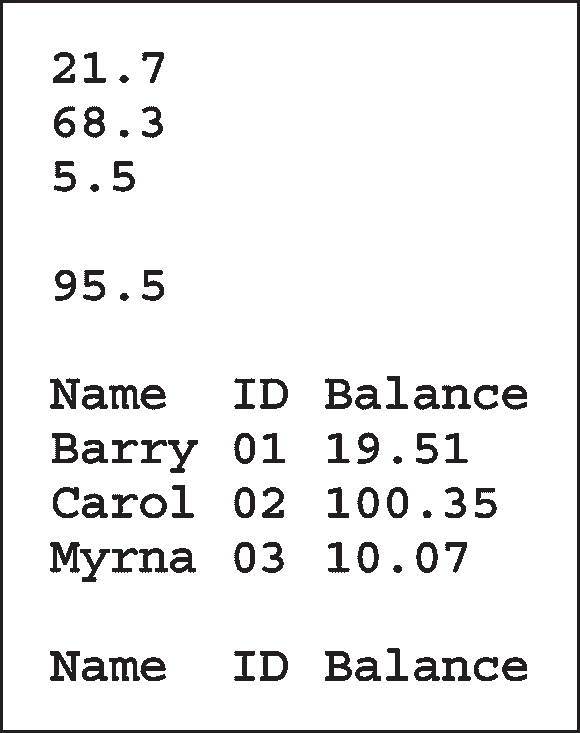 21.7
68.3
5.5
95.5
Name ID Balance
Barry 01 19.51
Carol 02 100.35
Myrna 03 10.07
Name ID Balance